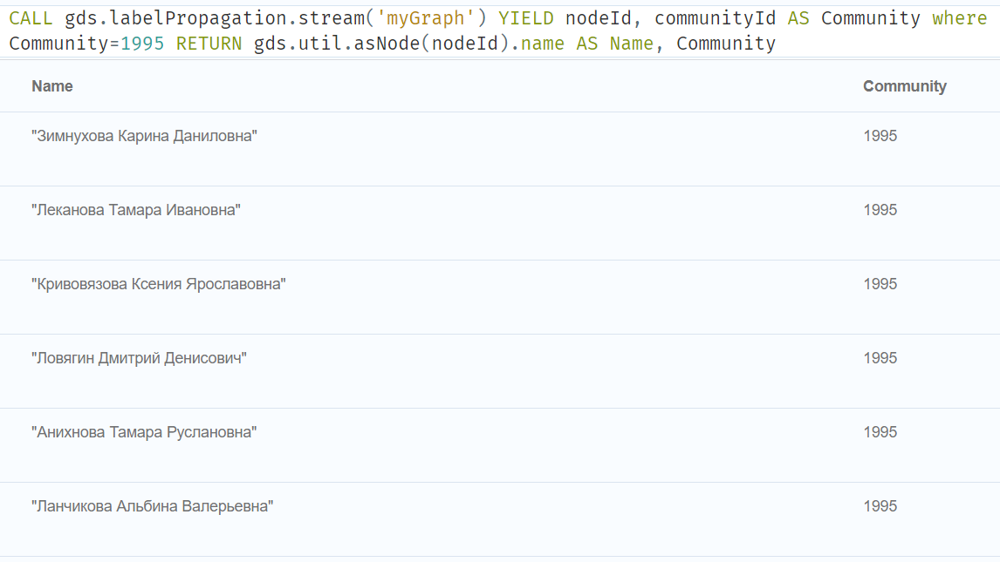 CALL gds.labelPropagation.stream('myGraph') YIELD nodeId, communityId AS Community where
Community=1995 RETURN gds.util.asNode(nodeId).name AS Name, Community
Name Community
"Зимнухова Карина Даниловна" 1995
"Леканова Тамара Ивановна" 1995
"Кривовязова Ксения Ярославовна" 1995
"Ловягин Дмитрий Денисович" 1995
"Анихнова Тамара Руслановна" 1995
"Ланчикова Альбина Валерьевна" 1995